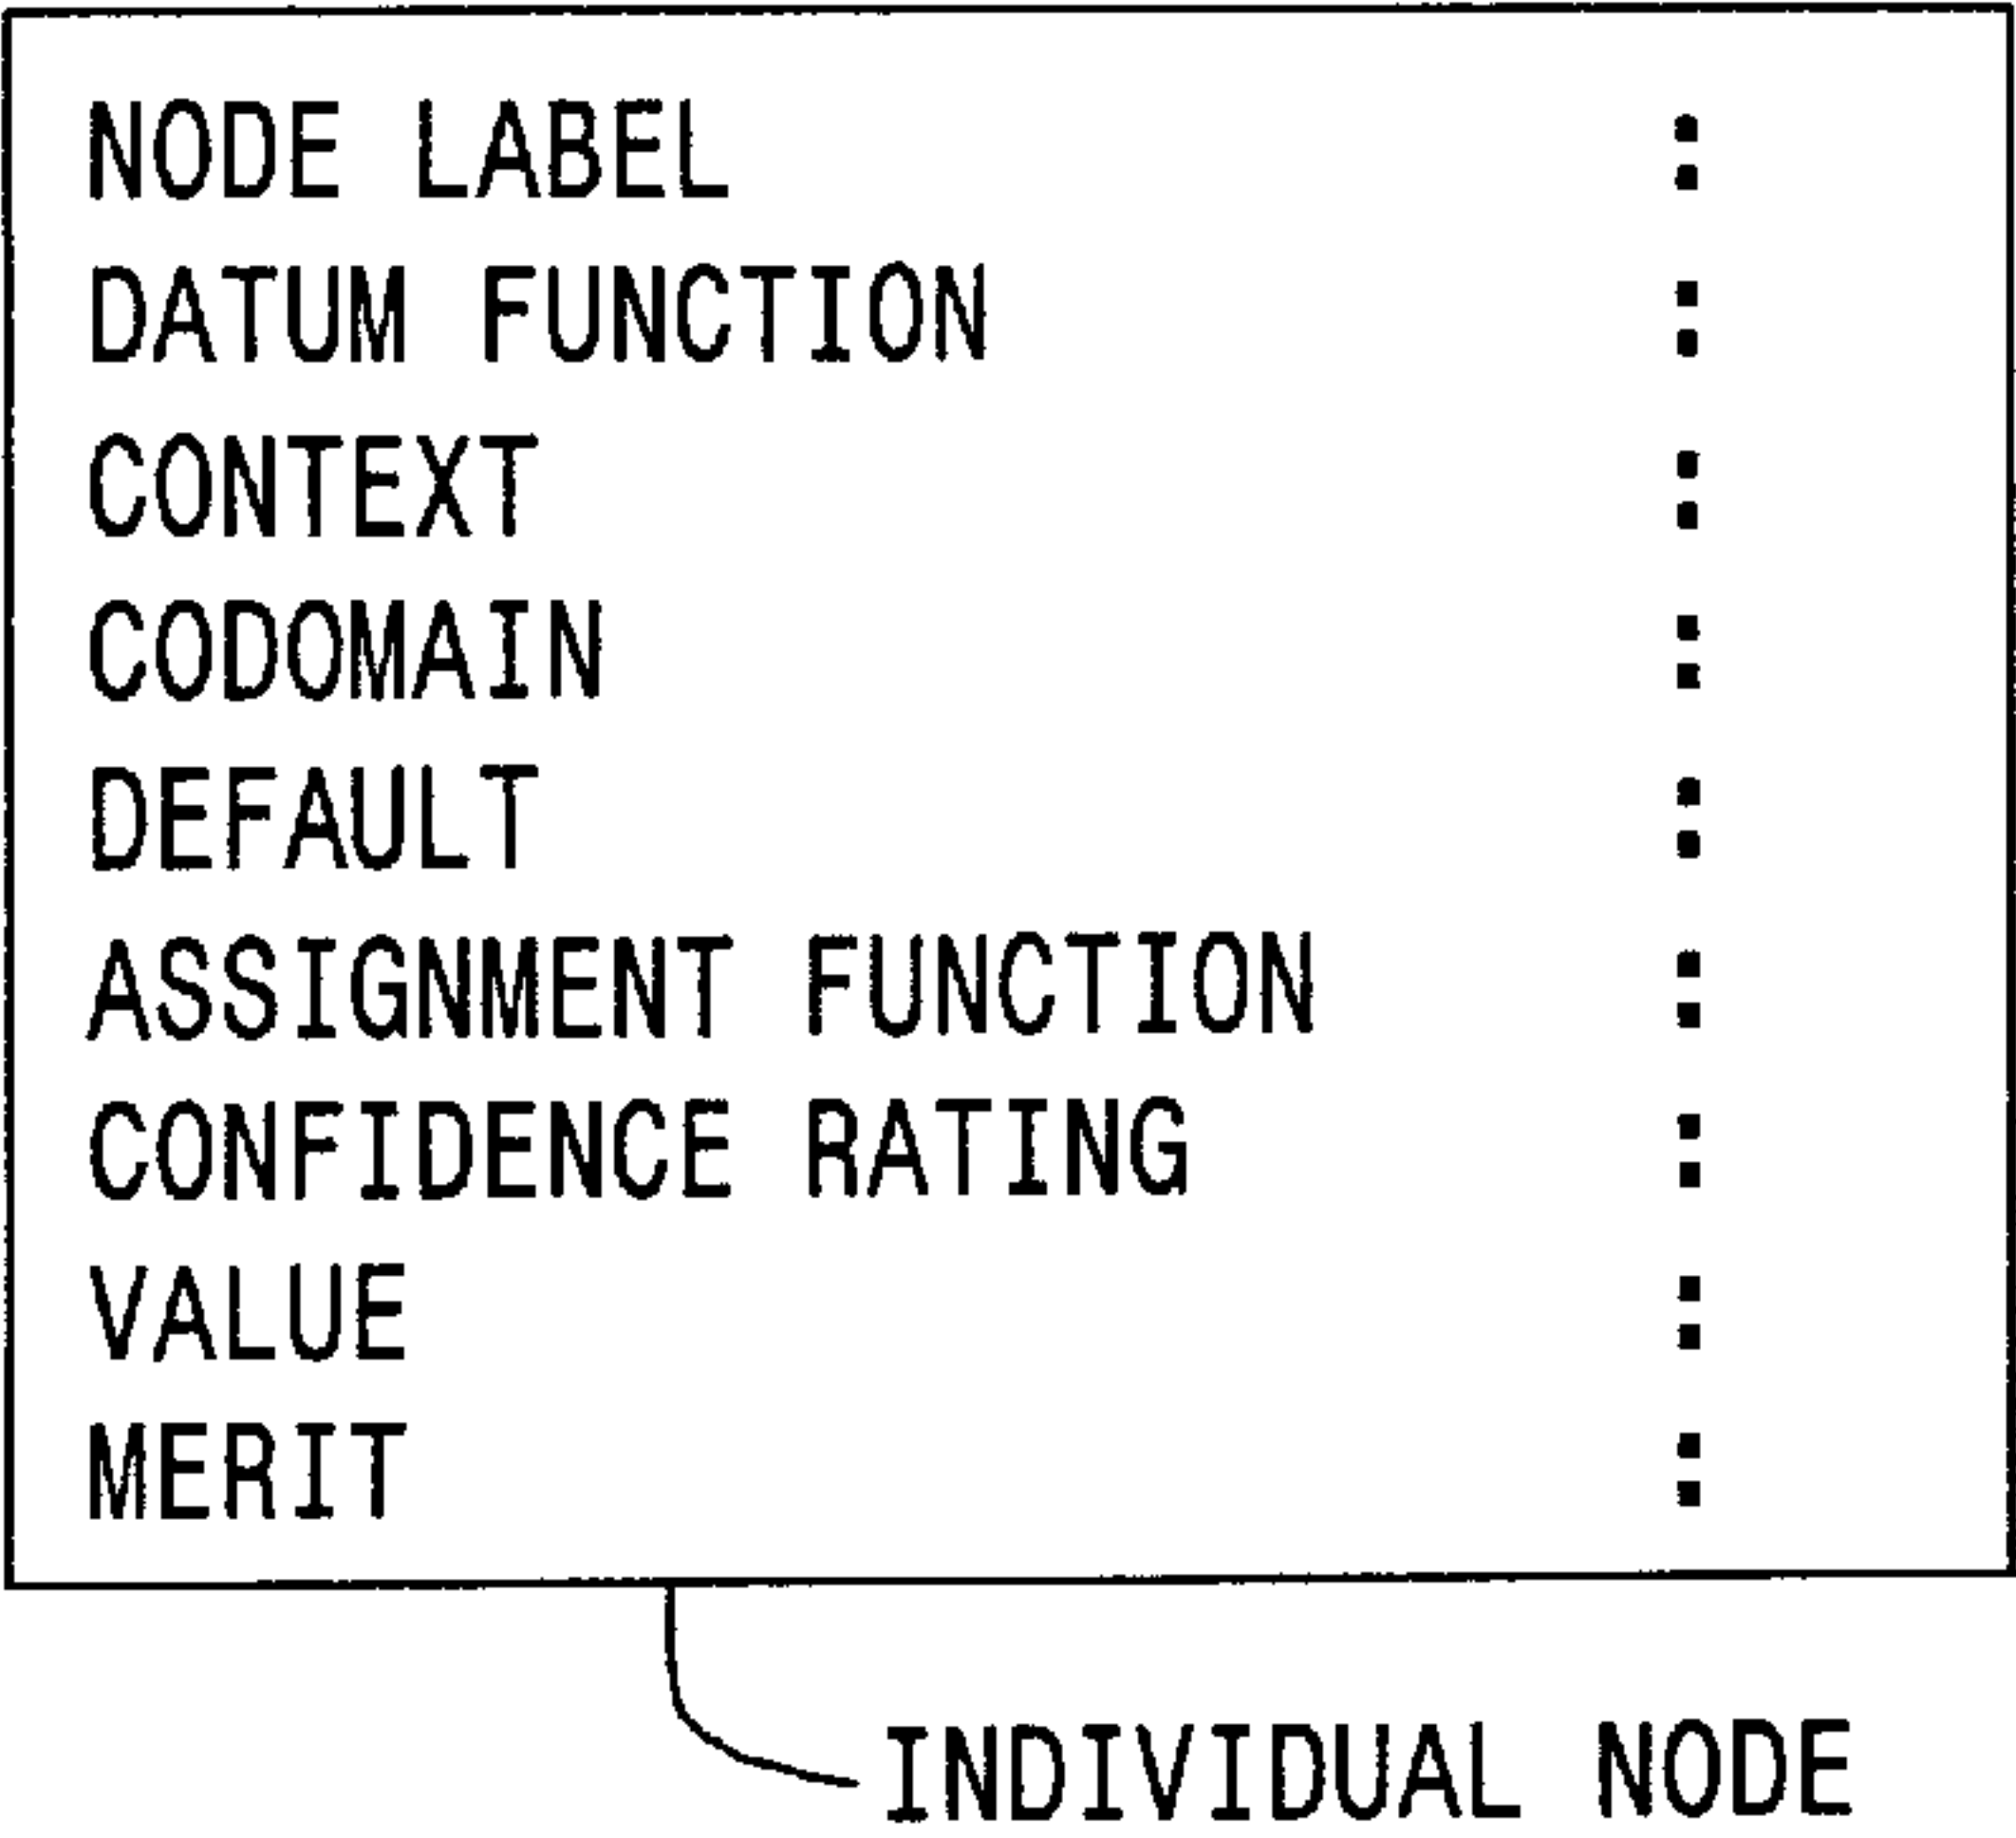 NODE LABEL :
DATUM FUNCTION :
CONTEXT :
CODOMAIN :
DEFAULT :
ASSIGNMENT FUNCTION :
CONFIDENCE RATING :
VALUE :
MERIT :
INDIVIDUAL NODE